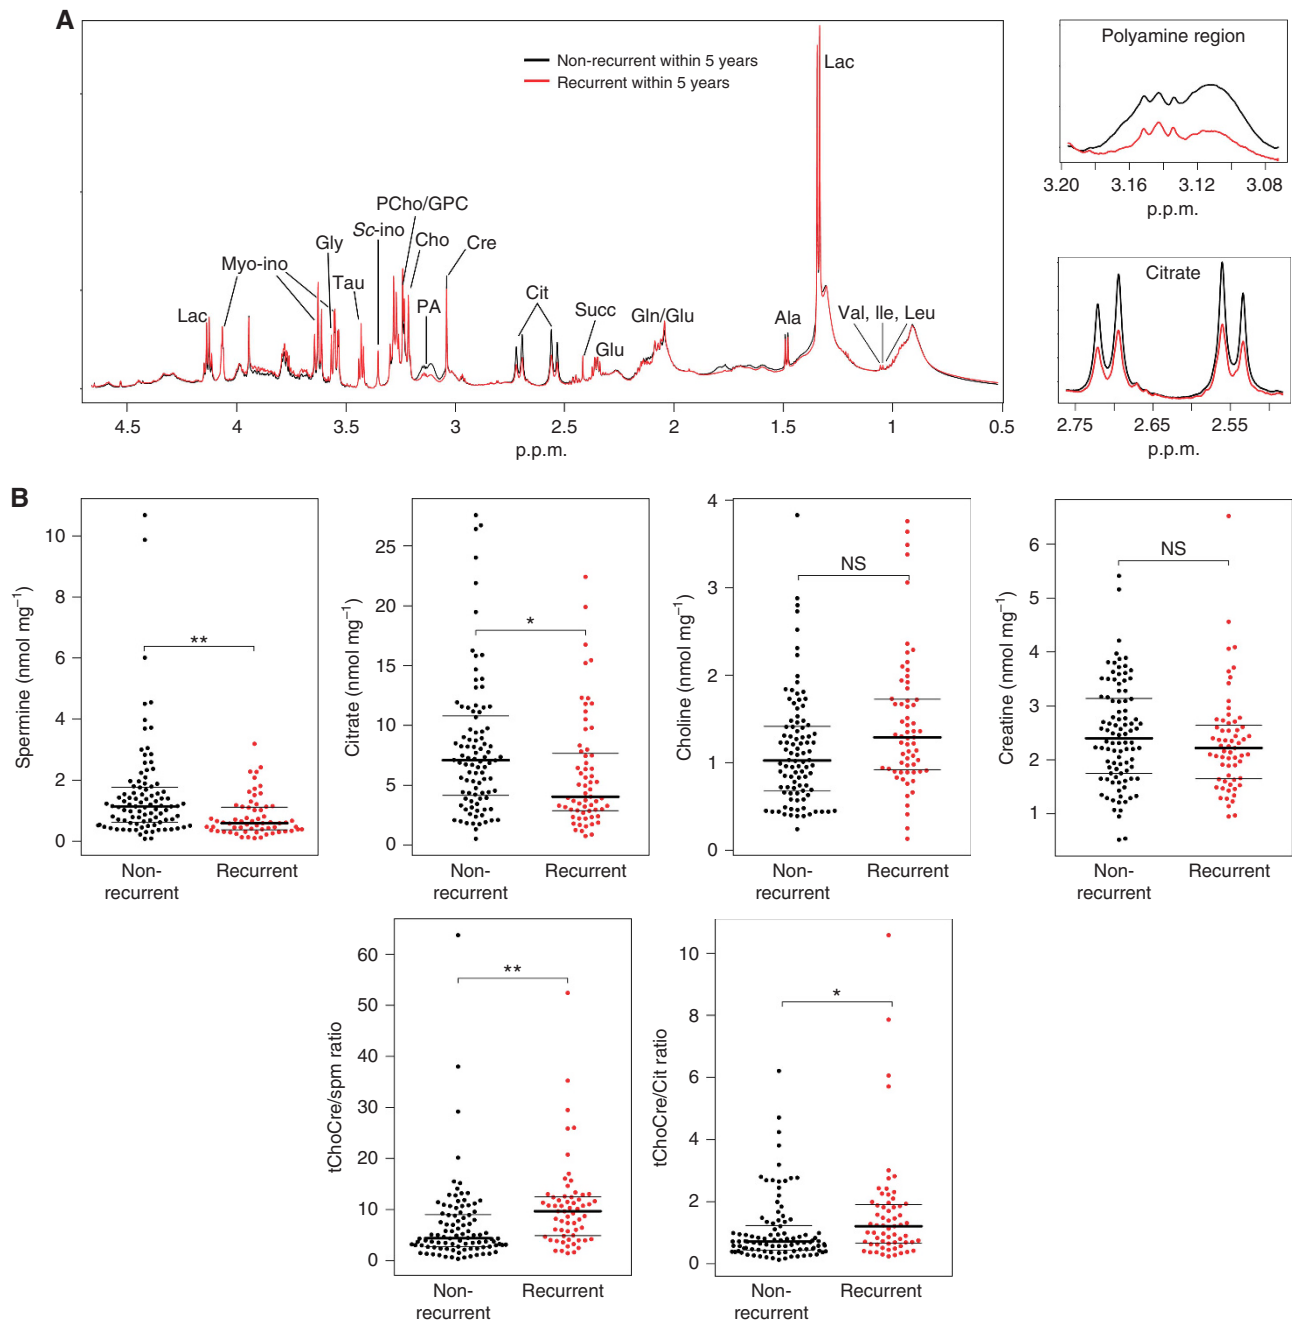 A
Non-recurrent within 5 years
Recurrent within 5 years
Lac
PCho/GPC
Sc-ino
Gly
Cho
Cre
Myo-ino
Tau
PA
Cit
Lac
Succ
Gln/Glu
Glu
Ala
Val, Ile, Leu
4.5 4 3.5 3 2.5 2 1.5 1 0.5
p.p.m.
Polyamine region
3.20 3.16 3.12 3.08
p.p.m.
Citrate
2.75 2.65 2.55
p.p.m.
B
Spermine (nmol mg–1)
10
8
6
4
2
0
**
Non-
recurrent
Recurrent
Citrate (nmol mg–1)
25
20
15
10
5
0
*
Non-
recurrent
Recurrent
Choline (nmol mg–1)
4
3
2
1
0
NS
Non-
recurrent
Recurrent
Creatine (nmol mg–1)
6
5
4
3
2
1
NS
Non-
recurrent
Recurrent
tChoCre/spm ratio
60
50
40
30
20
10
0
**
Non-
recurrent
Recurrent
tChoCre/Cit ratio
10
8
6
4
2
0
*
Non-
recurrent
Recurrent